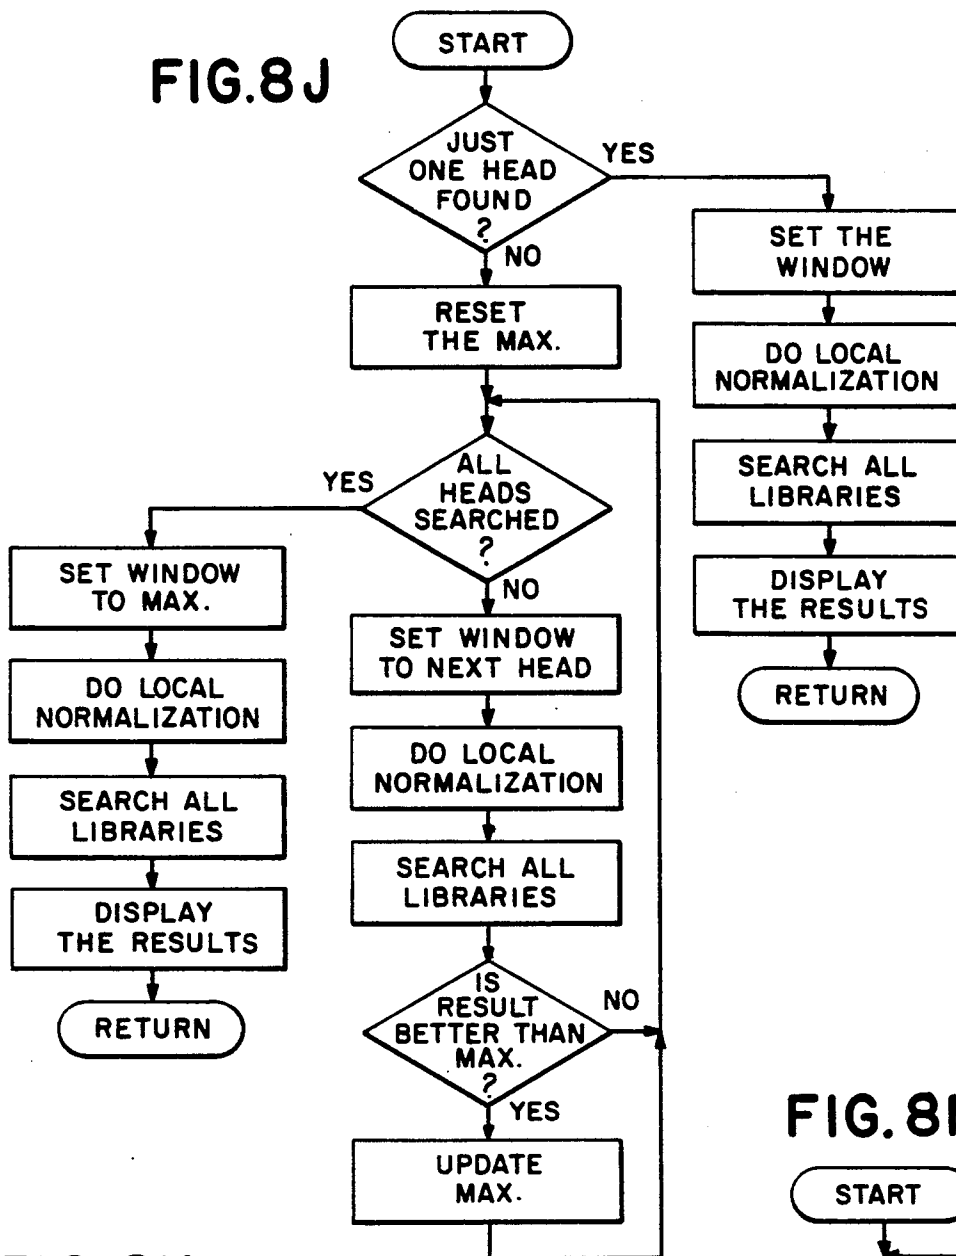 FIG.8J
START
JUST
ONE HEAD
FOUND
?
YES
NO
SET THE
WINDOW
DO LOCAL
NORMALIZATION
SEARCH ALL
LIBRARIES
DISPLAY
THE RESULTS
RETURN
RESET
THE MAX.
ALL
HEADS
SEARCHED
?
YES
NO
SET WINDOW
TO MAX.
DO LOCAL
NORMALIZATION
SEARCH ALL
LIBRARIES
DISPLAY
THE RESULTS
RETURN
SET WINDOW
TO NEXT HEAD
DO LOCAL
NORMALIZATION
SEARCH ALL
LIBRARIES
IS
RESULT
BETTER THAN
MAX.
?
NO
YES
UPDATE
MAX.
FIG.
START